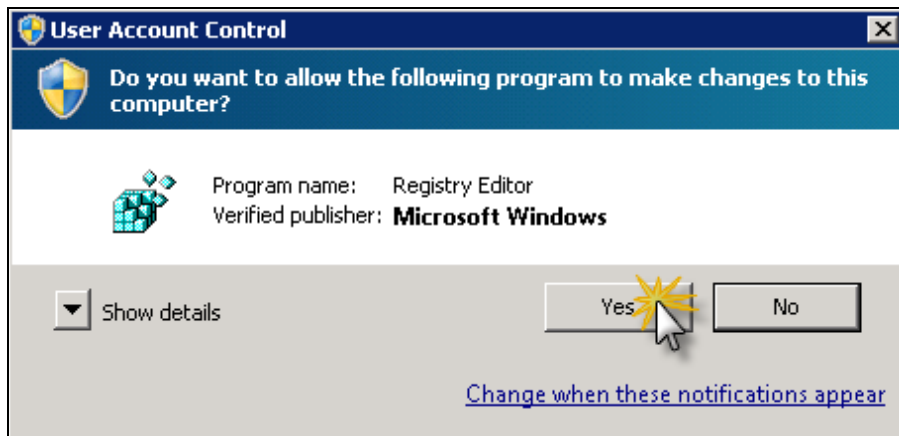 User Account Control
Do you want to allow the following program to make changes to this
computer?
Program name: Registry Editor
Verified publisher: Microsoft Windows
Show details
Yes
No
Change when these notifications appear